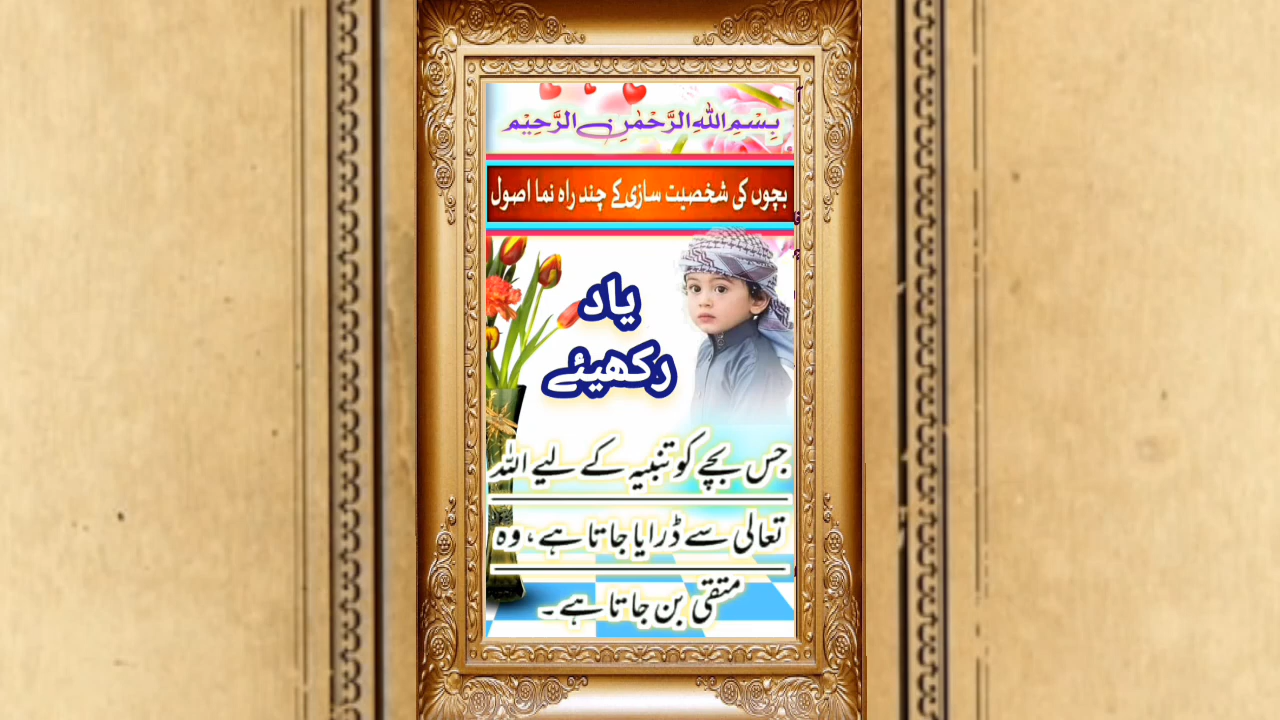 بِسْمِ اللهِ الرَّحْمٰنِ الرَّحِیْمِ
بچوں کی شخصیت سازی کے چند راہ نما اصول
یاد
رکھیئے
جس بچے کو تنبیہ کے لیے اللہ
تعالی سے ڈرایا جاتا ہے ، وہ
متقی بن جاتا ہے ۔